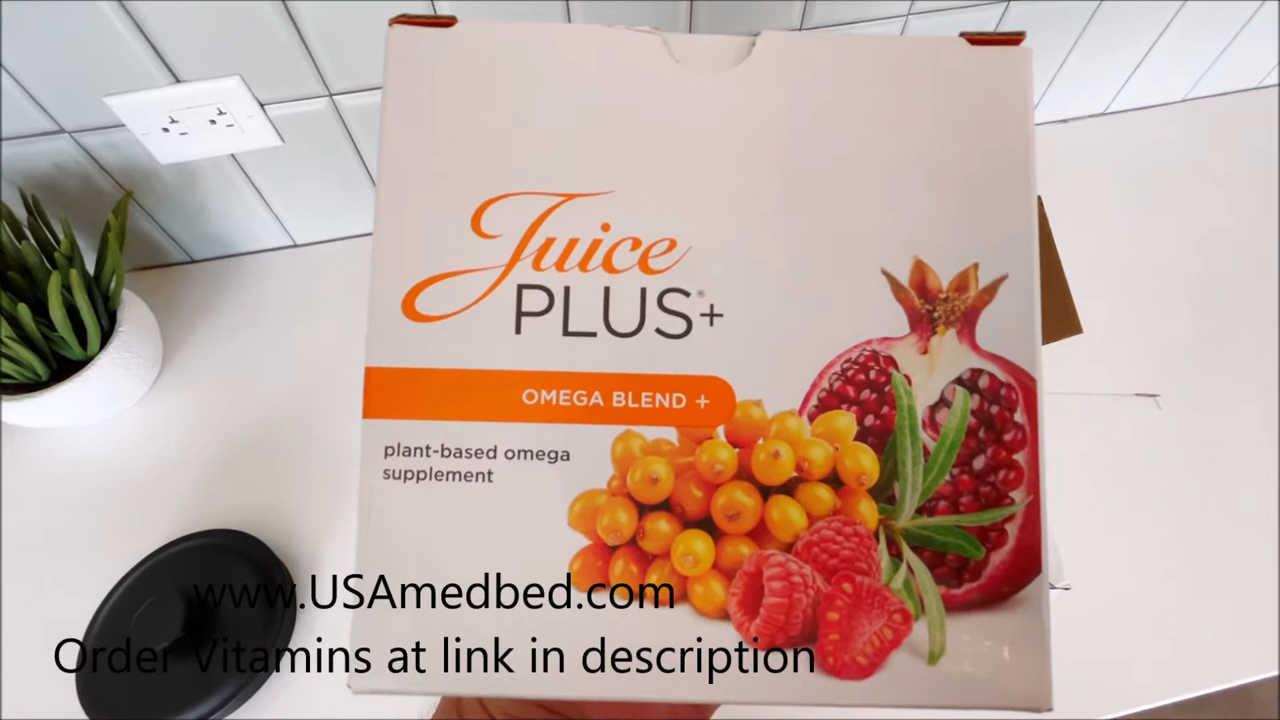 Juice
PLUS®+
OMEGA BLEND +
plant-based omega
supplement
www.USAmedbed.com
Order Vitamins at link in description